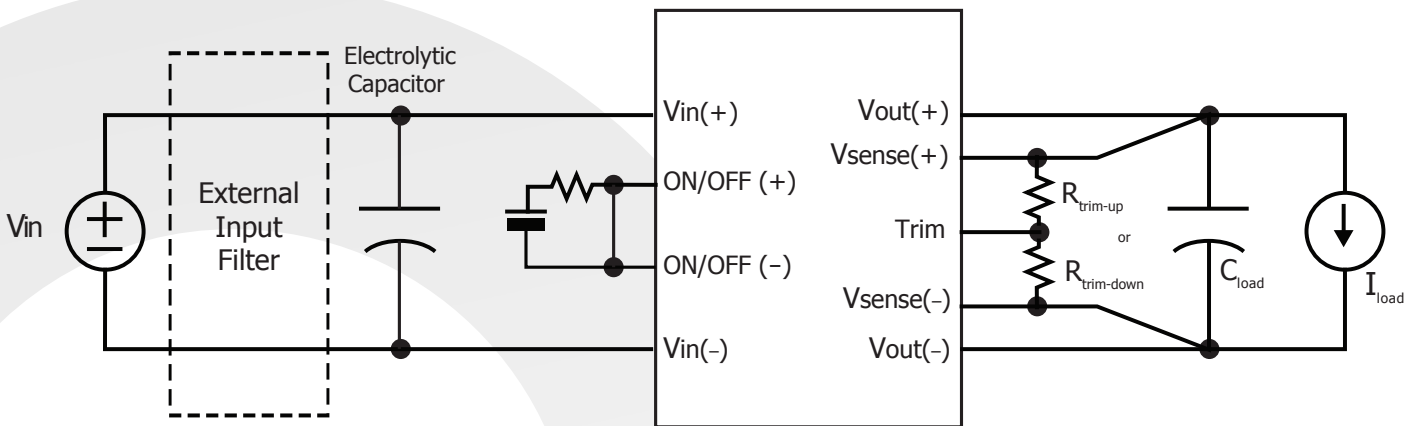 Electrolytic
Capacitor
Vin
External
Input
Filter
Vin(+)
ON/OFF (+)
ON/OFF (–)
Vin(–)
Vout(+)
Vsense(+)
Trim
Vsense(–)
Vout(–)
Rtrim-up
or
Rtrim-down
Cload
Iload